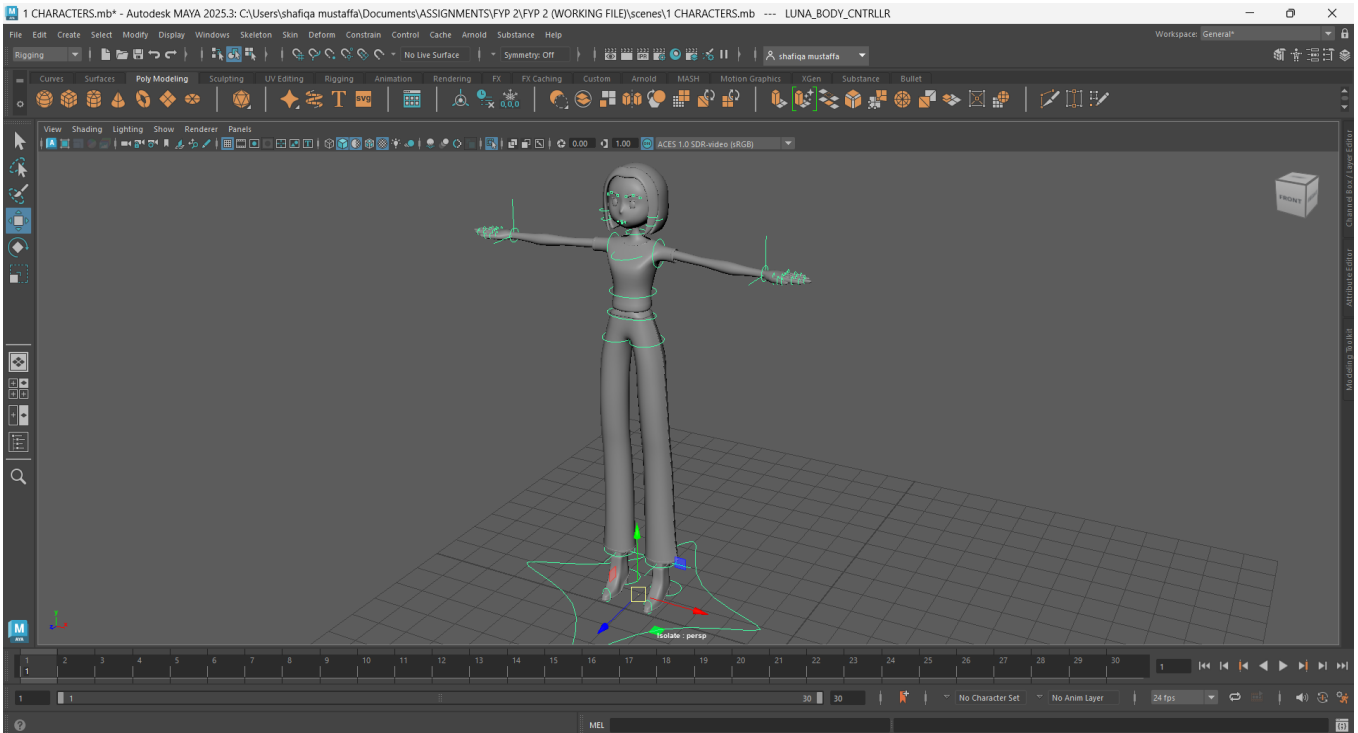 1 CHARACTERS.mb* - Autodesk MAYA 2025.3: C:\Users\shafiqa mustaffa\Documents\ASSIGNMENTS\FYP 2\FYP 2 (WORKING FILE)\scenes\1 CHARACTERS.mb --- LUNA_BODY_CNTRLLR
File Edit Create Select Modify Display Windows Skeleton Skin Deform Constrain Control Cache Arnold Substance Help
Workspace: General*
Rigging No Live Surface Symmetry: Off shafiqa mustaffa
Curves Surfaces Poly Modeling Sculpting UV Editing Rigging Animation Rendering FX FX Caching Custom Arnold MASH Motion Graphics XGen Substance Bullet
T SVG 0,0,0
View Shading Lighting Show Renderer Panels
0.00 1.00 ACES 1.0 SDR-video (sRGB)
FRONT
Channel Box / Layer Editor
Attribute Editor
Modeling Toolkit
y
Isolate : persp
M
AYA
1 2 3 4 5 6 7 8 9 10 11 12 13 14 15 16 17 18 19 20 21 22 23 24 25 26 27 28 29 30
1 1
1 1 30 30 No Character Set No Anim Layer 24 fps
MEL